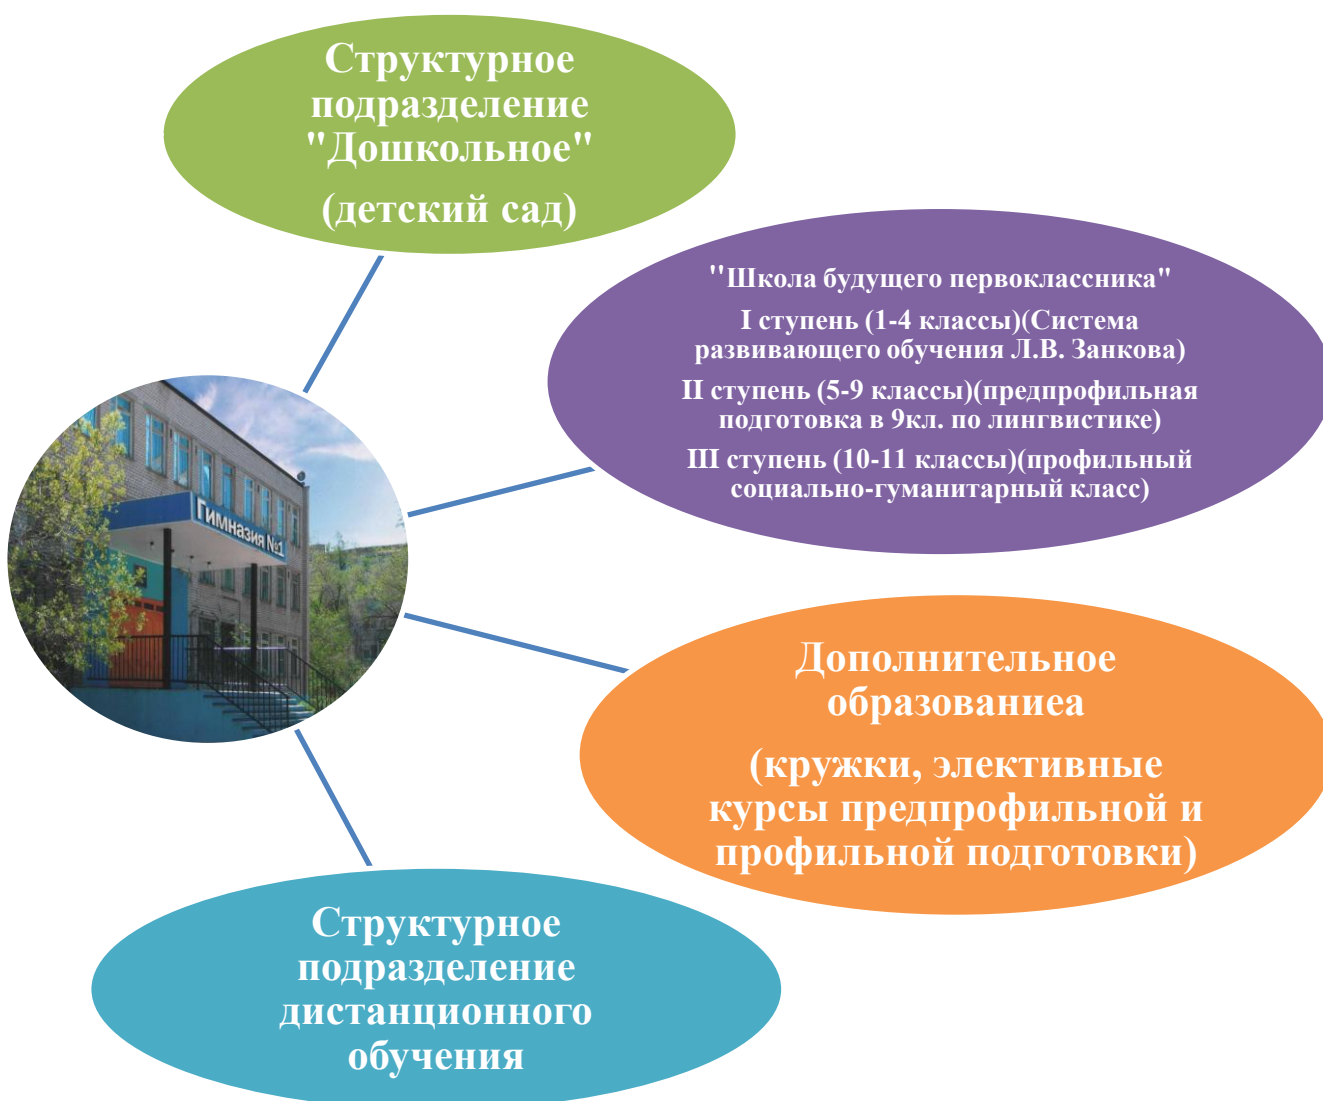 Структурное
подразделение
"Дошкольное"
(детский сад)
"Школа будущего первоклассника"
I ступень (1-4 классы)(Система
развивающего обучения Л.В. Занкова)
II ступень (5-9 классы)(предпрофильная
подготовка в 9кл. по лингвистике)
III ступень (10-11 классы)(профильный
социально-гуманитарный класс)
Гимназия №1
Дополнительное
образованиеа
(кружки, элективные
курсы предпрофильной и
профильной подготовки)
Структурное
подразделение
дистанционного
обучения